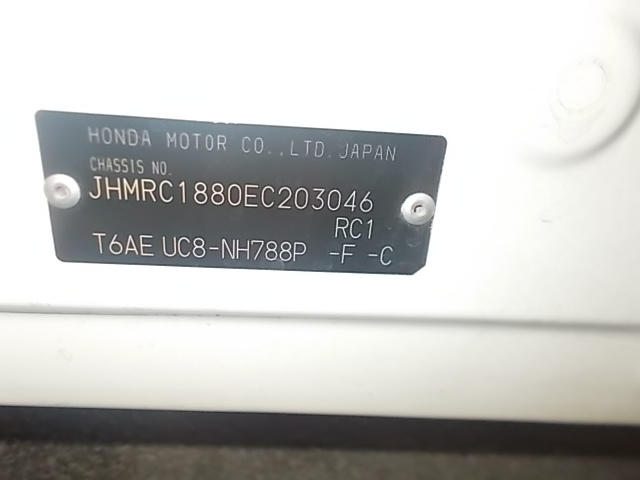 HONDA MOTOR CO.,LTD.JAPAN
CHASSIS NO.
JHMRC1880EC203046
RC1
T6AE UC8-NH788P -F -C